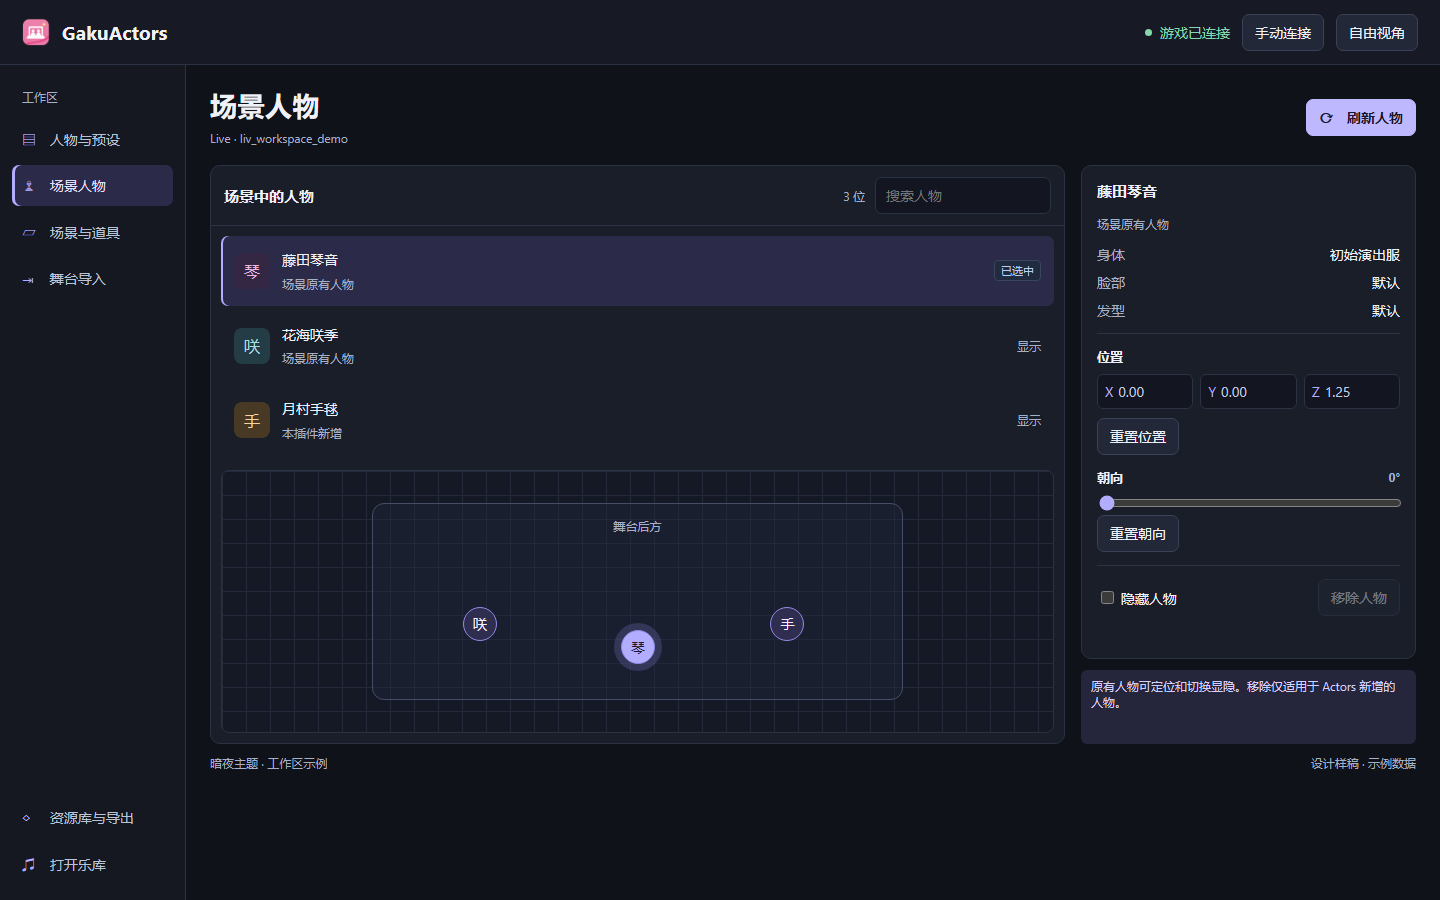 GakuActors
游戏已连接
手动连接
自由视角
工作区
人物与预设
场景人物
场景与道具
舞台导入
资源库与导出
打开乐库
场景人物
Live · liv_workspace_demo
刷新人物
场景中的人物
3 位
搜索人物
琴
藤田琴音
场景原有人物
已选中
咲
花海咲季
场景原有人物
显示
手
月村手毬
本插件新增
显示
舞台后方
咲
琴
手
藤田琴音
场景原有人物
身体 初始演出服
脸部 默认
发型 默认
位置
X 0.00 Y 0.00 Z 1.25
重置位置
朝向 0°
重置朝向
隐藏人物
移除人物
原有人物可定位和切换显隐。移除仅适用于 Actors 新增的
人物。
暗夜主题 · 工作区示例
设计样稿 · 示例数据